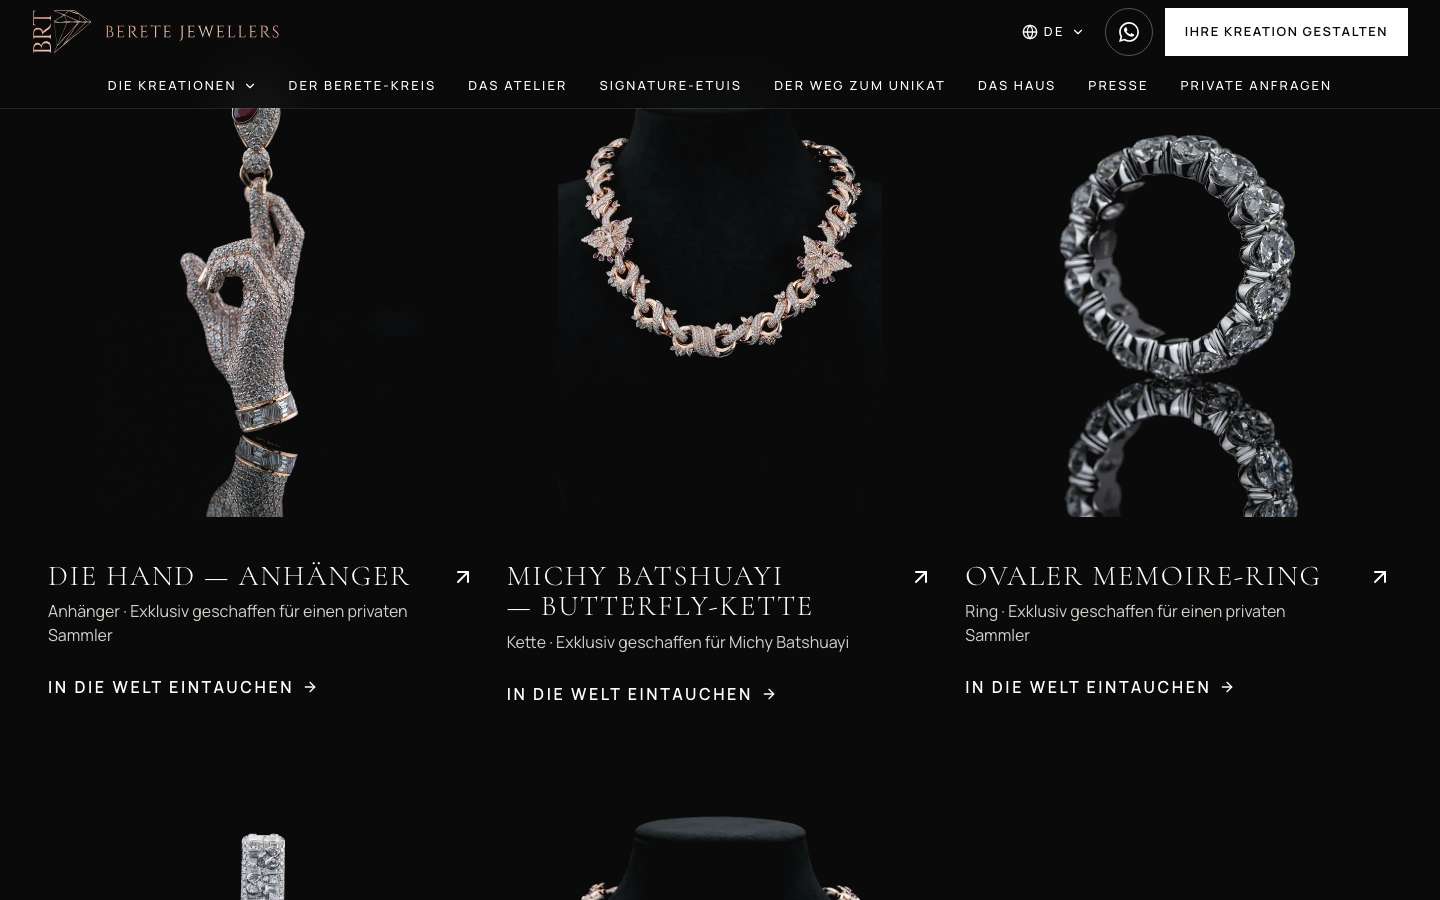 BRT
BERETE JEWELLERS
DE
IHRE KREATION GESTALTEN
DIE KREATIONEN
DER BERETE-KREIS
DAS ATELIER
SIGNATURE-ETUIS
DER WEG ZUM UNIKAT
DAS HAUS
PRESSE
PRIVATE ANFRAGEN
DIE HAND — ANHÄNGER
Anhänger · Exklusiv geschaffen für einen privaten
Sammler
IN DIE WELT EINTAUCHEN
MICHY BATSHUAYI
— BUTTERFLY-KETTE
Kette · Exklusiv geschaffen für Michy Batshuayi
IN DIE WELT EINTAUCHEN
OVALER MEMOIRE-RING
Ring · Exklusiv geschaffen für einen privaten
Sammler
IN DIE WELT EINTAUCHEN